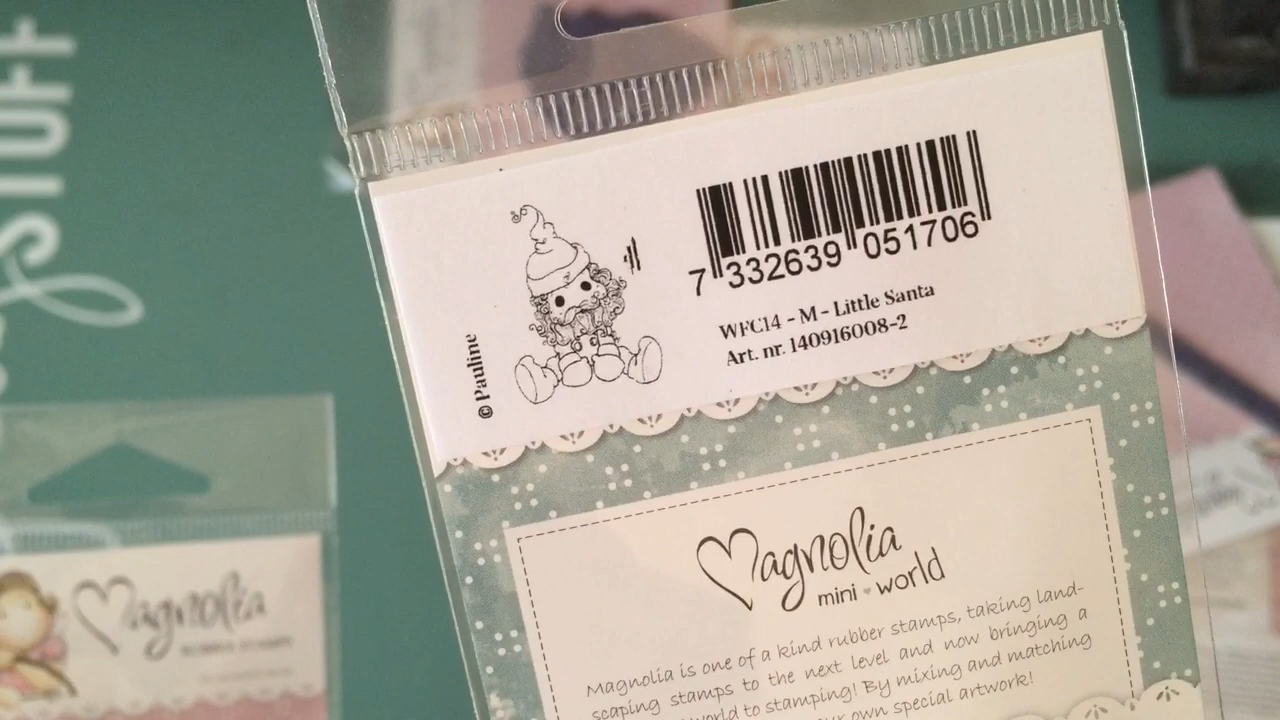 STUFF
© Pauline
7 332639 051706
WFC14 - M - Little Santa
Art. nr. 140916008-2
Magnolia
mini world
Magnolia is one of a kind rubber stamps, taking land-
scaping stamps to the next level and now bringing a
world to stamping! By mixing and matching
our own special artwork!
Magnolia